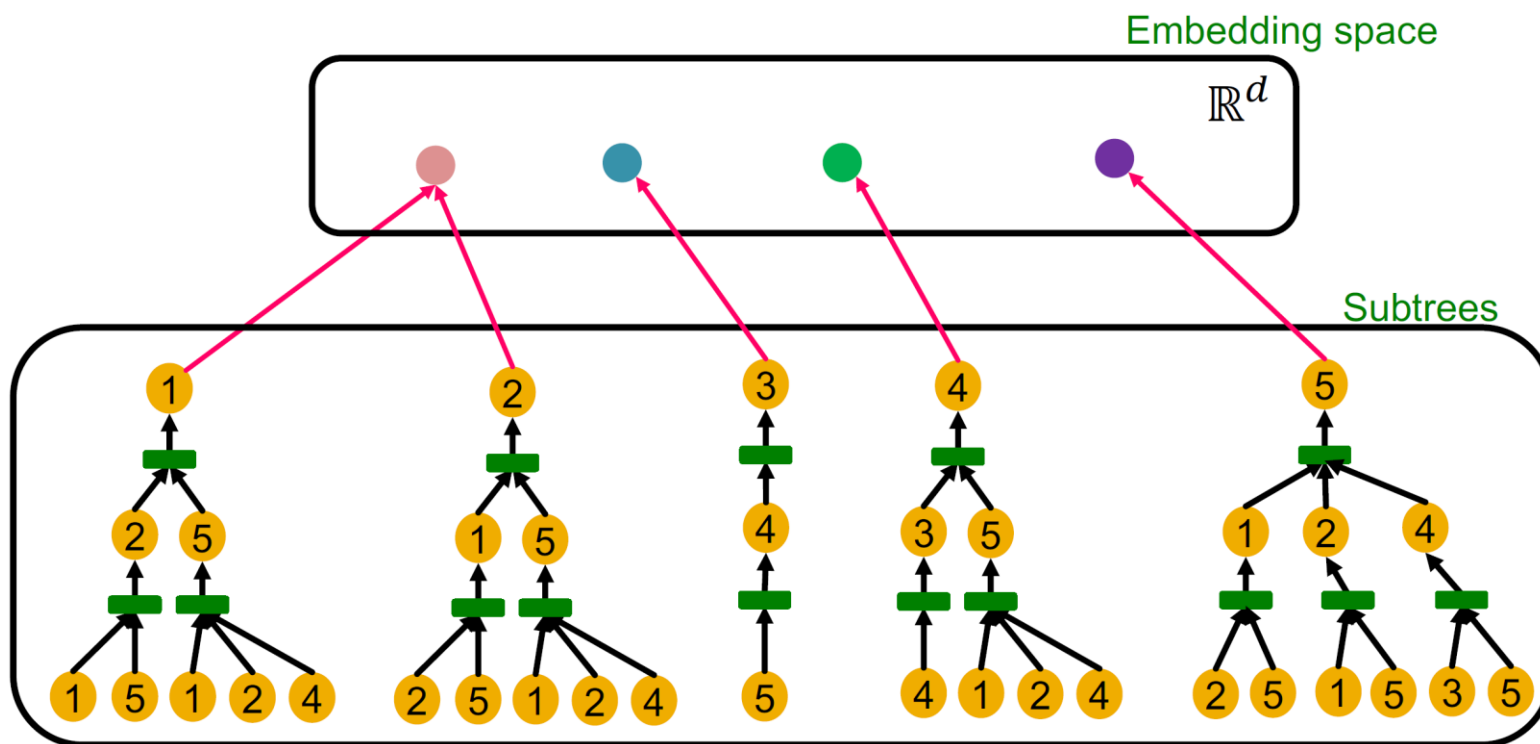 Embedding space
ℝ^d
Subtrees
1 2 3 4 5
2 5 1 5 4 3 5 1 2 4
1 5 1 2 4 2 5 1 2 4 5 4 1 2 4 2 5 1 5 3 5